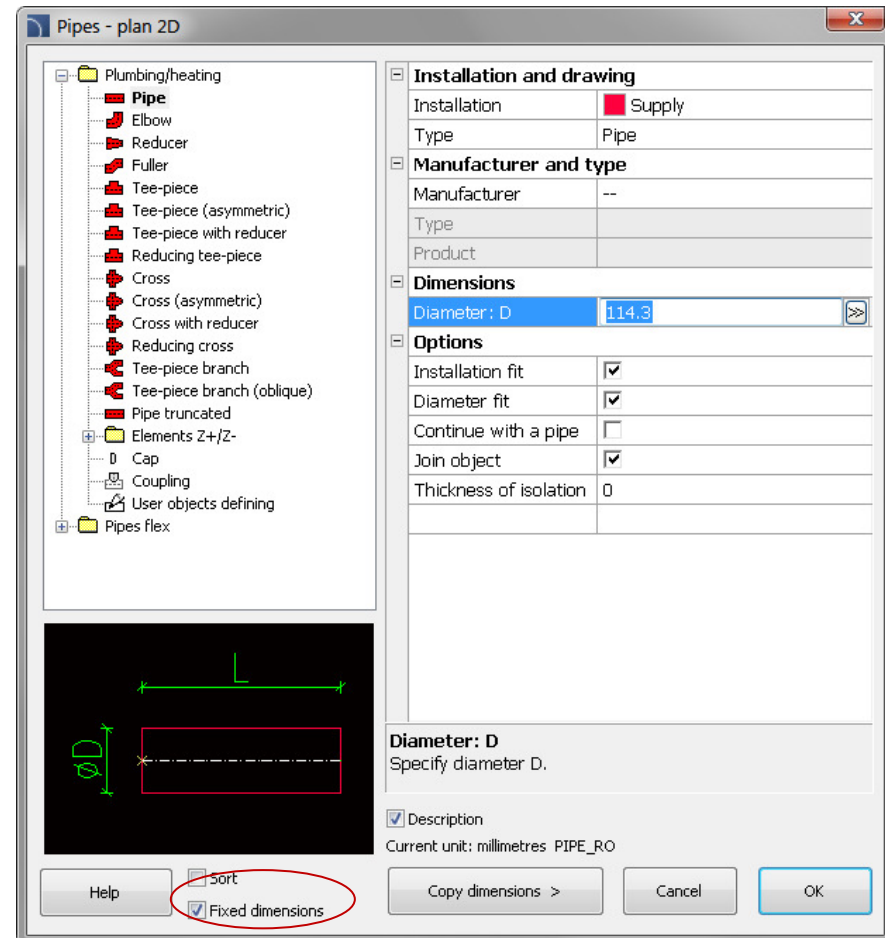 Pipes - plan 2D
Plumbing/heating
Pipe
Elbow
Reducer
Fuller
Tee-piece
Tee-piece (asymmetric)
Tee-piece with reducer
Reducing tee-piece
Cross
Cross (asymmetric)
Cross with reducer
Reducing cross
Tee-piece branch
Tee-piece branch (oblique)
Pipe truncated
Elements Z+/Z-
Cap
Coupling
User objects defining
Pipes flex
Installation and drawing
Installation Supply
Type Pipe
Manufacturer and type
Manufacturer --
Type
Product
Dimensions
Diameter: D 114.3
Options
Installation fit
Diameter fit
Continue with a pipe
Join object
Thickness of isolation 0
L
ØD
Diameter: D
Specify diameter D.
Description
Current unit: millimetres PIPE_RO
Help
Sort
Fixed dimensions
Copy dimensions >
Cancel
OK